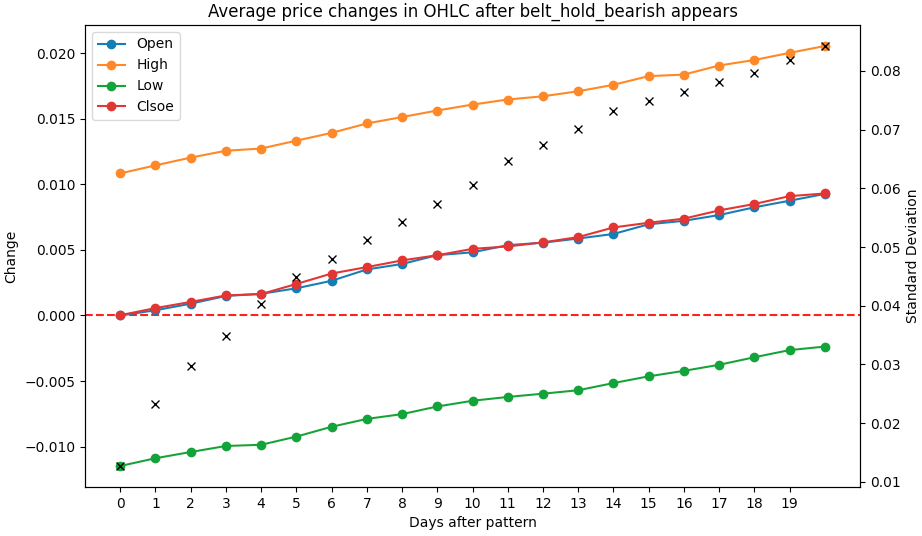 Average price changes in OHLC after belt_hold_bearish appears
Open
High
Low
Clsoe
0.020
0.015
0.010
0.005
0.000
−0.005
−0.010
Change
0.08
0.07
0.06
0.05
0.04
0.03
0.02
0.01
Standard Deviation
0 1 2 3 4 5 6 7 8 9 10 11 12 13 14 15 16 17 18 19
Days after pattern